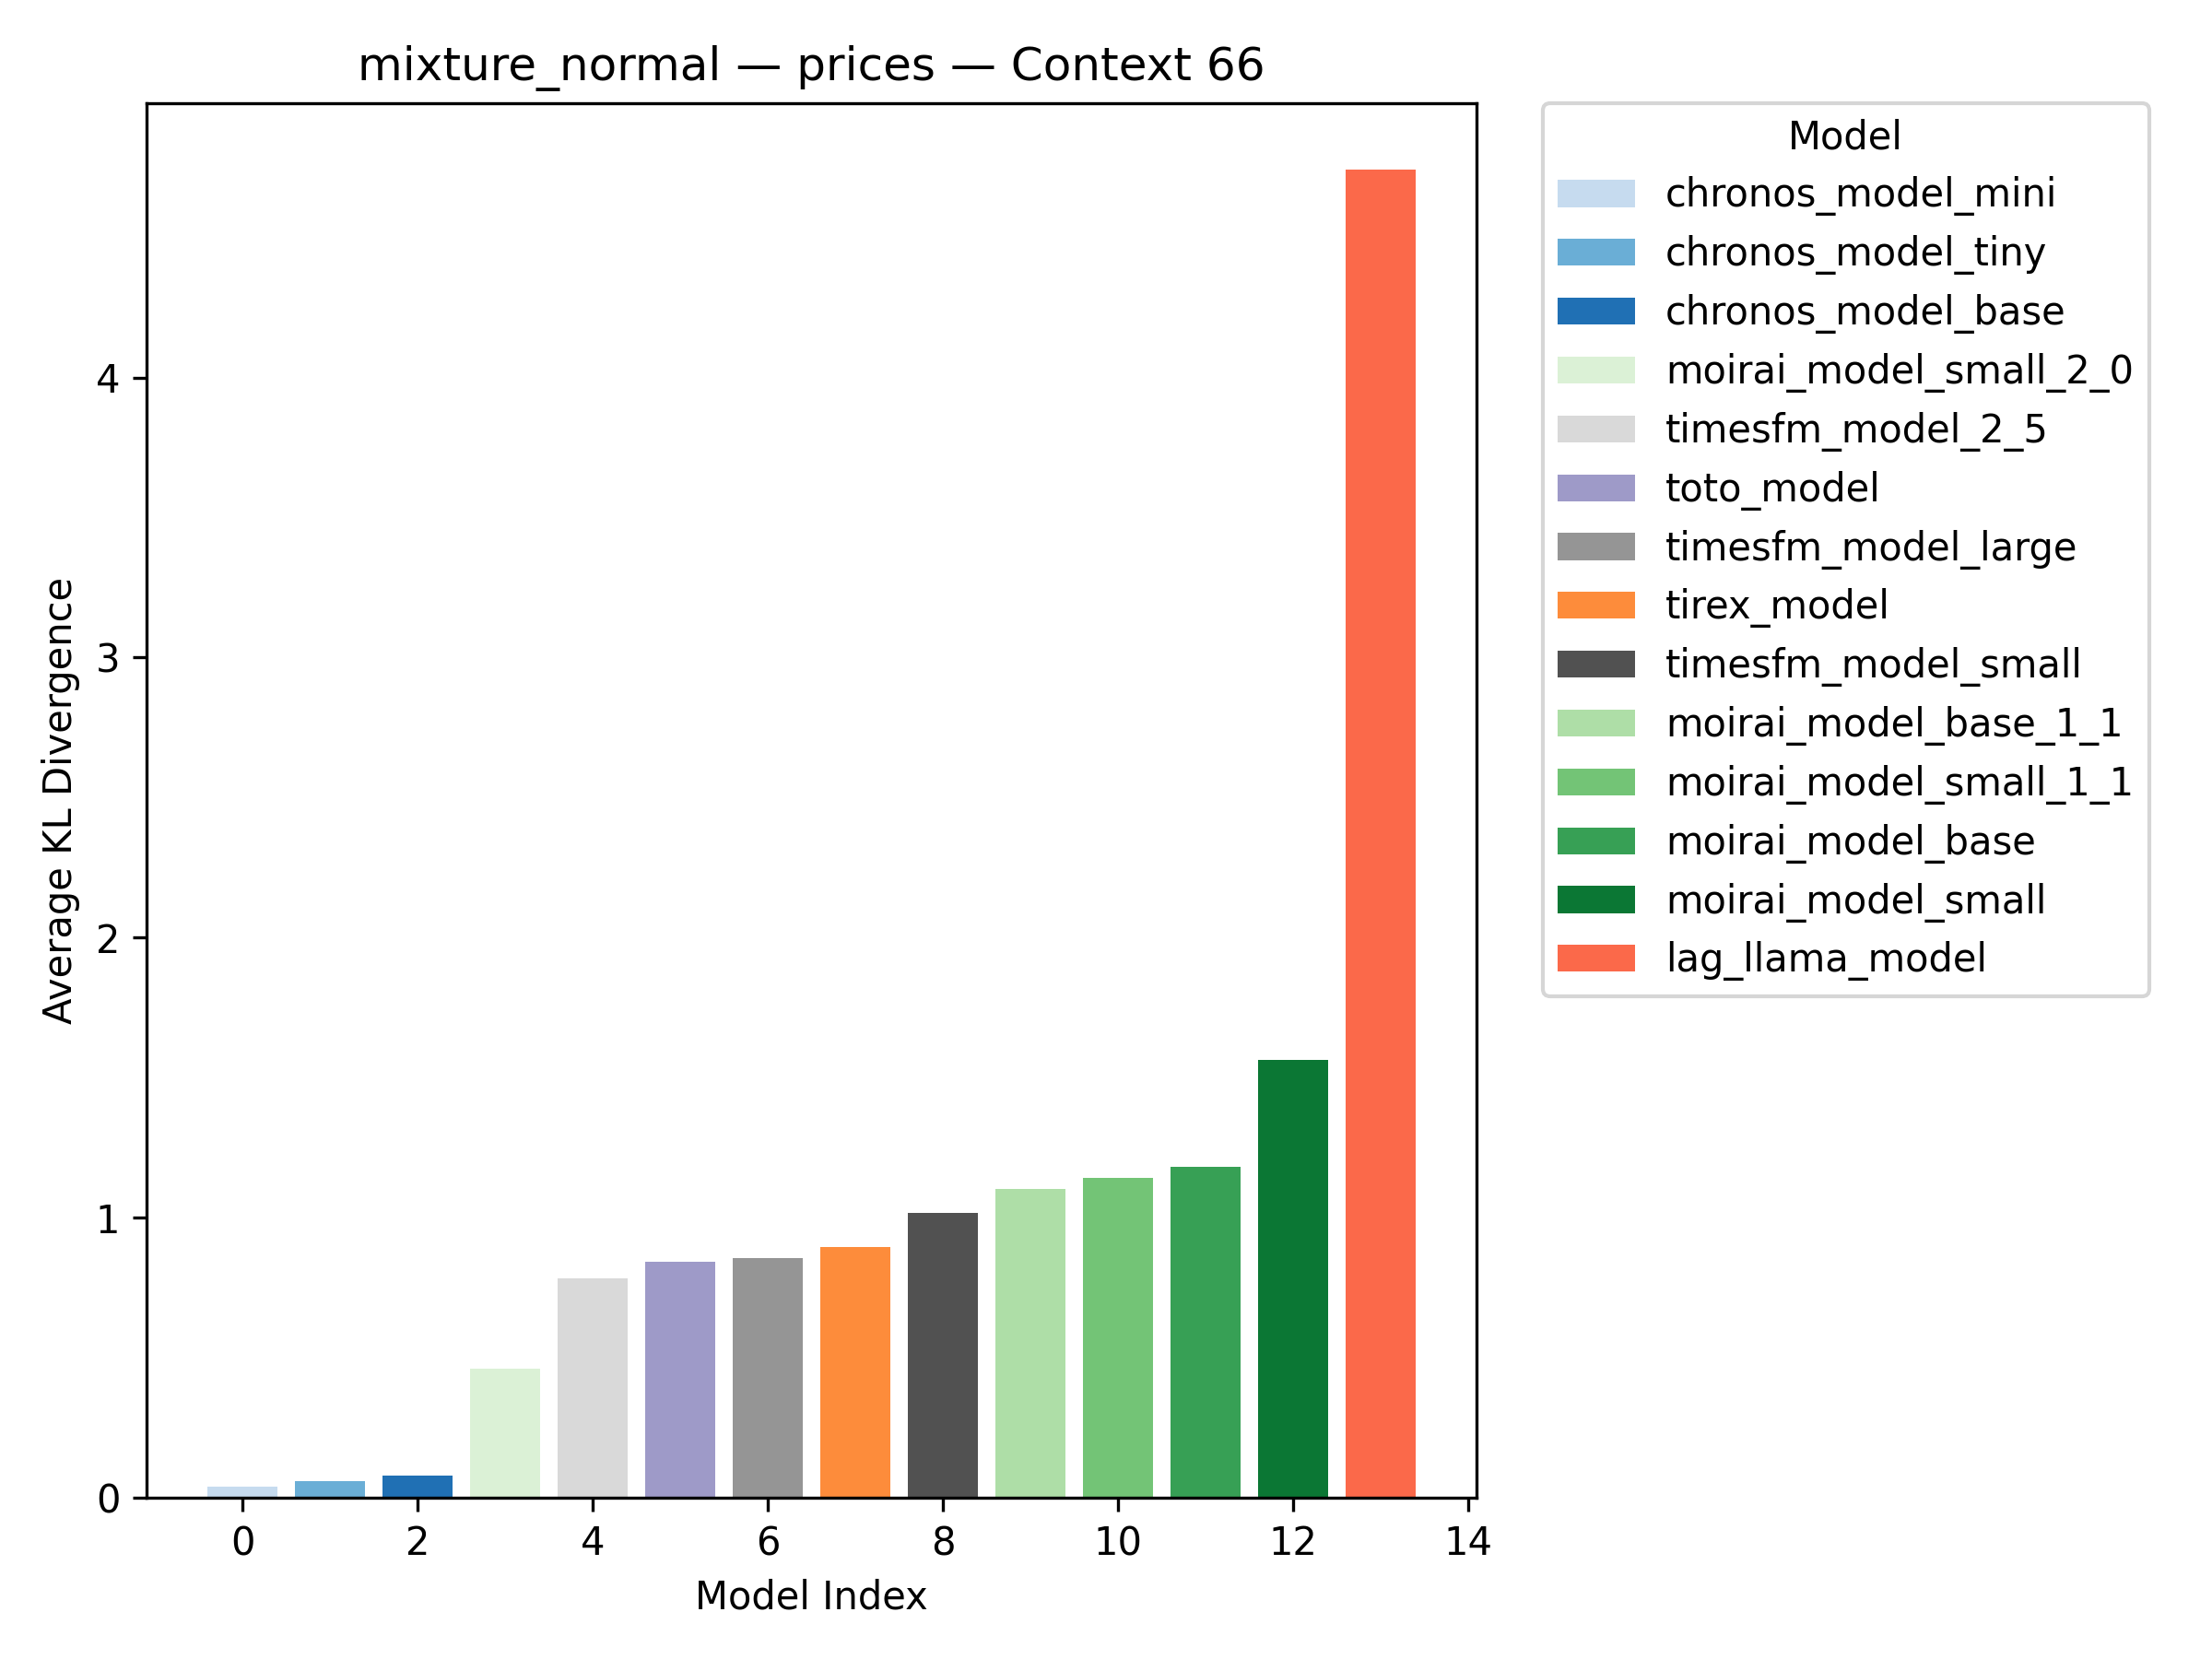 mixture_normal — prices — Context 66
Average KL Divergence
4
3
2
1
0
0 2 4 6 8 10 12 14
Model Index
Model
chronos_model_mini
chronos_model_tiny
chronos_model_base
moirai_model_small_2_0
timesfm_model_2_5
toto_model
timesfm_model_large
tirex_model
timesfm_model_small
moirai_model_base_1_1
moirai_model_small_1_1
moirai_model_base
moirai_model_small
lag_llama_model